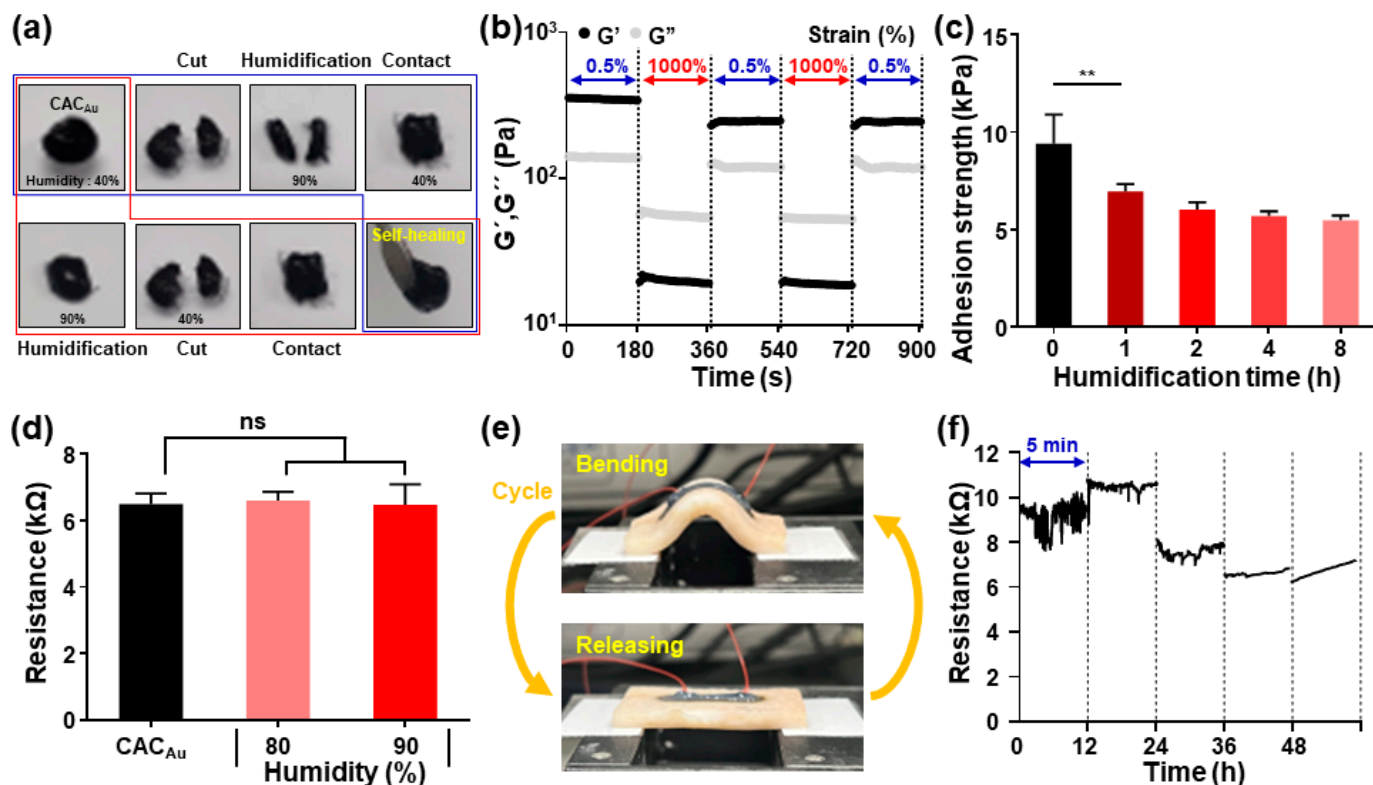 (a)
Cut Humidification Contact
CAC_Au
Humidity : 40%
90%
40%
Self-healing
90%
40%
Humidification Cut Contact
(b)
G' G'' Strain (%)
0.5% 1000% 0.5% 1000% 0.5%
G´,G´´ (Pa)
10³
10²
10¹
0 180 360 540 720 900
Time (s)
(c)
Adhesion strength (kPa)
15
10
5
0
**
0 1 2 4 8
Humidification time (h)
(d)
Resistance (kΩ)
8
6
4
2
0
ns
CAC_Au 80 90
Humidity (%)
(e)
Bending
Cycle
Releasing
(f)
Resistance (kΩ)
12
10
8
6
4
2
0
5 min
0 12 24 36 48
Time (h)